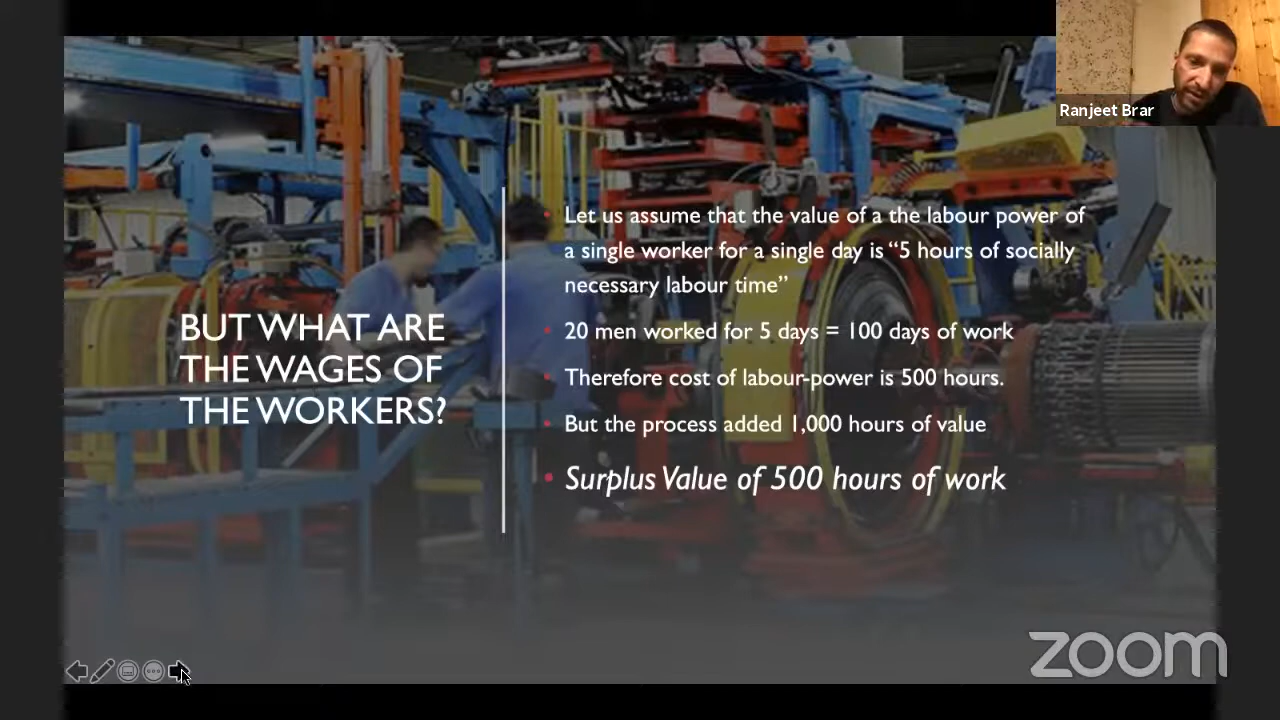 Ranjeet Brar
BUT WHAT ARE
THE WAGES OF
THE WORKERS?
• Let us assume that the value of a the labour power of
a single worker for a single day is “5 hours of socially
necessary labour time”
• 20 men worked for 5 days = 100 days of work
• Therefore cost of labour-power is 500 hours.
• But the process added 1,000 hours of value
• Surplus Value of 500 hours of work
zoom